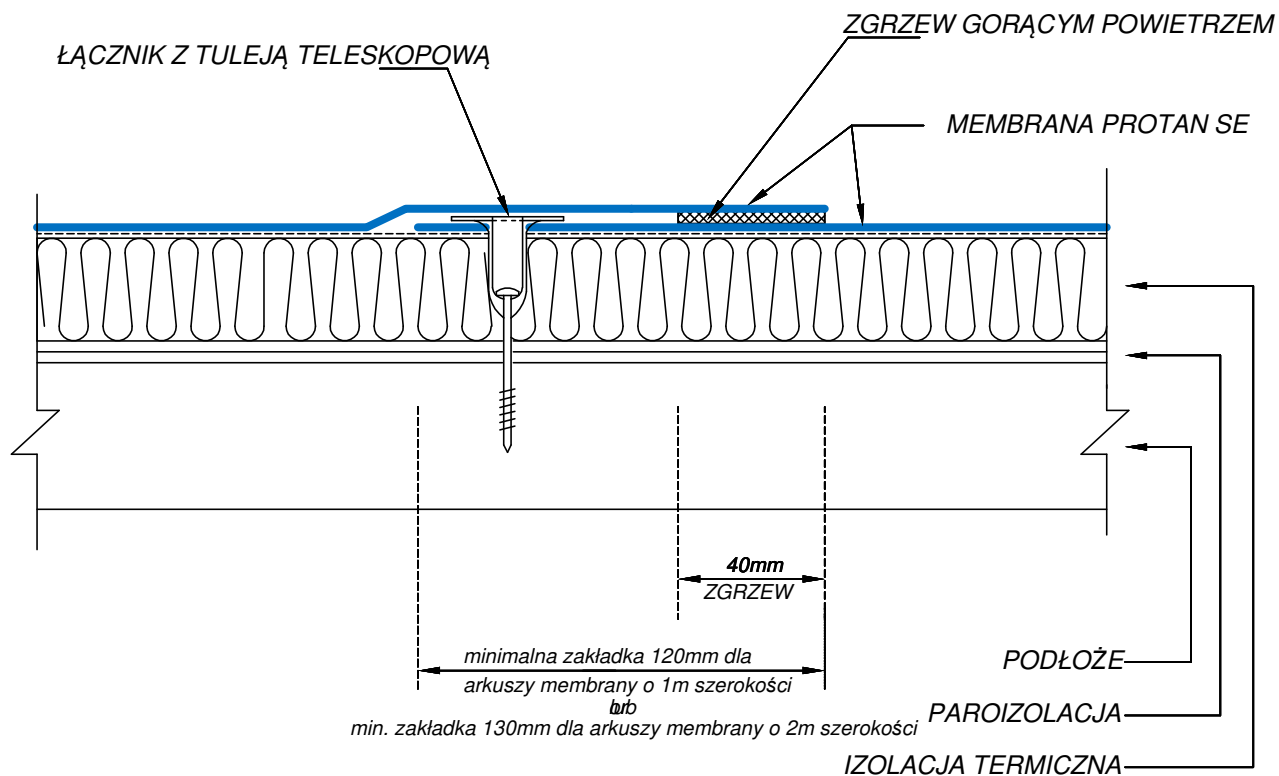 ZGRZEW GORĄCYM POWIETRZEM
ŁĄCZNIK Z TULEJĄ TELESKOPOWĄ
MEMBRANA PROTAN SE
40mm
ZGRZEW
minimalna zakładka 120mm dla
arkuszy membrany o 1m szerokości
lub
min. zakładka 130mm dla arkuszy membrany o 2m szerokości
PODŁOŻE
PAROIZOLACJA
IZOLACJA TERMICZNA